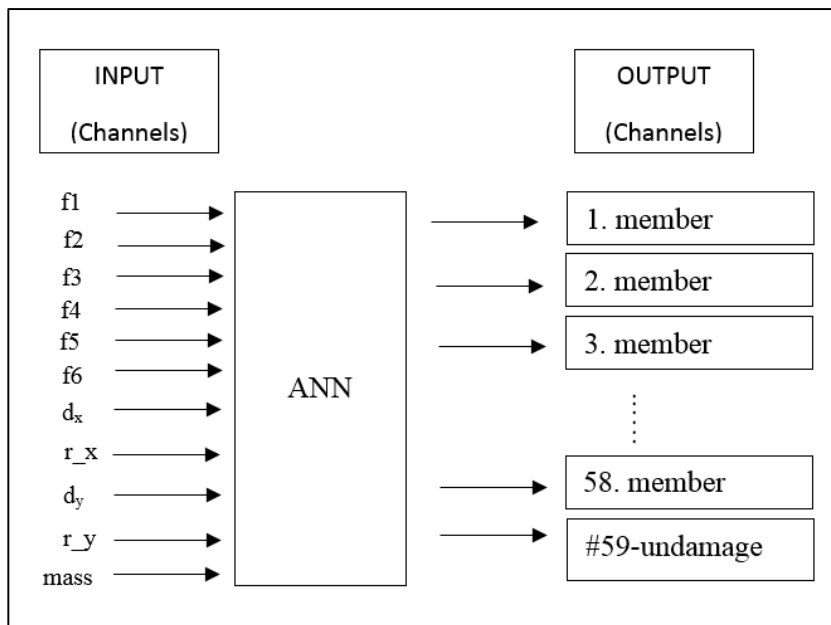 INPUT
(Channels)
OUTPUT
(Channels)
f1
f2
f3
f4
f5
f6
dx
r_x
dy
r_y
mass
ANN
1. member
2. member
3. member
58. member
#59-undamage